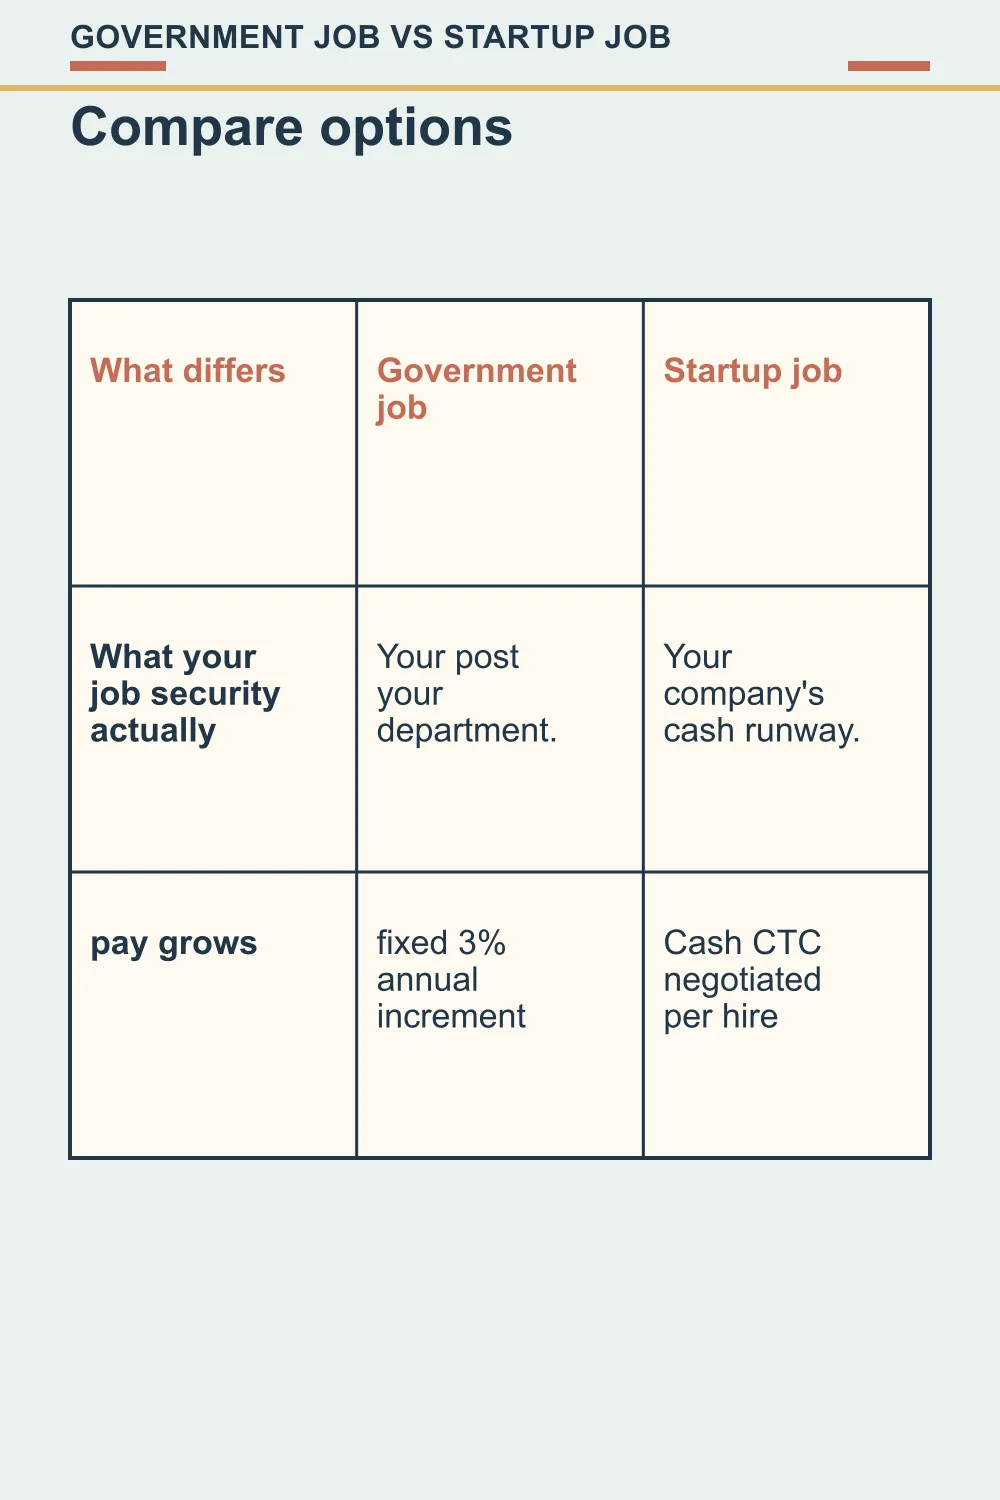 GOVERNMENT JOB VS STARTUP JOB
Compare options
What differs
Government
job
Startup job
What your
job security
actually
Your post
your
department.
Your
company's
cash runway.
pay grows
fixed 3%
annual
increment
Cash CTC
negotiated
per hire